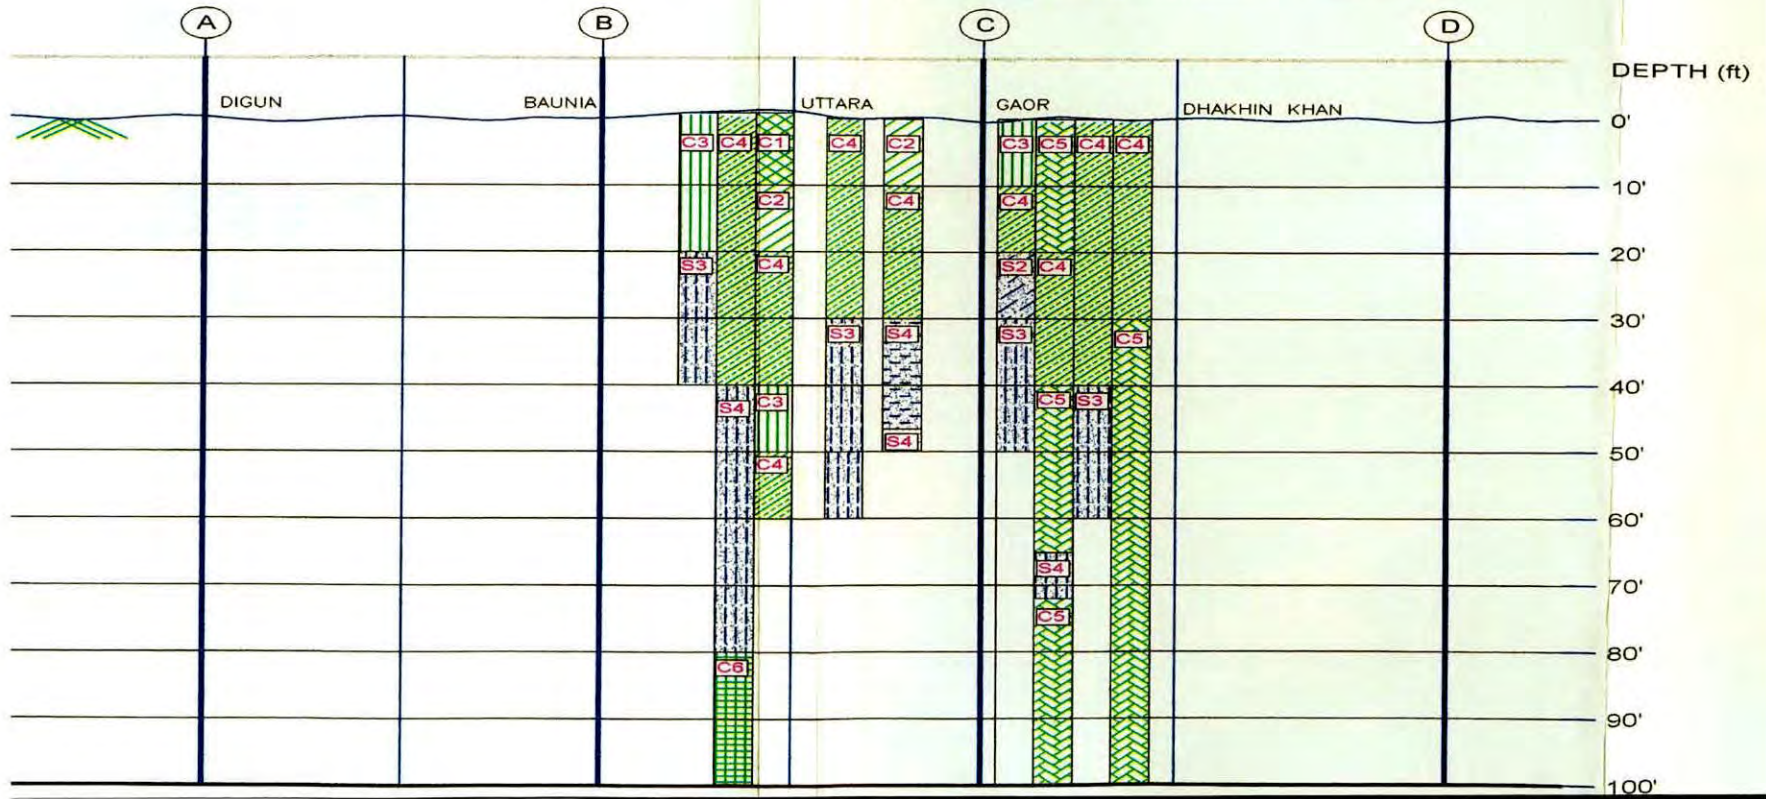 A B C D
DEPTH (ft)
DIGUN BAUNIA UTTARA GAOR DHAKHIN KHAN
0'
C3 C4 C1 C4 C2 C3 C5 C4 C4
10'
C2 C4 C4
20'
S3 C4 S2 C4
30'
S3 S4 S3 C5
40'
S4 C3 C5 S3
S4
50'
C4
60'
S4
70'
C5
80'
C6
90'
100'